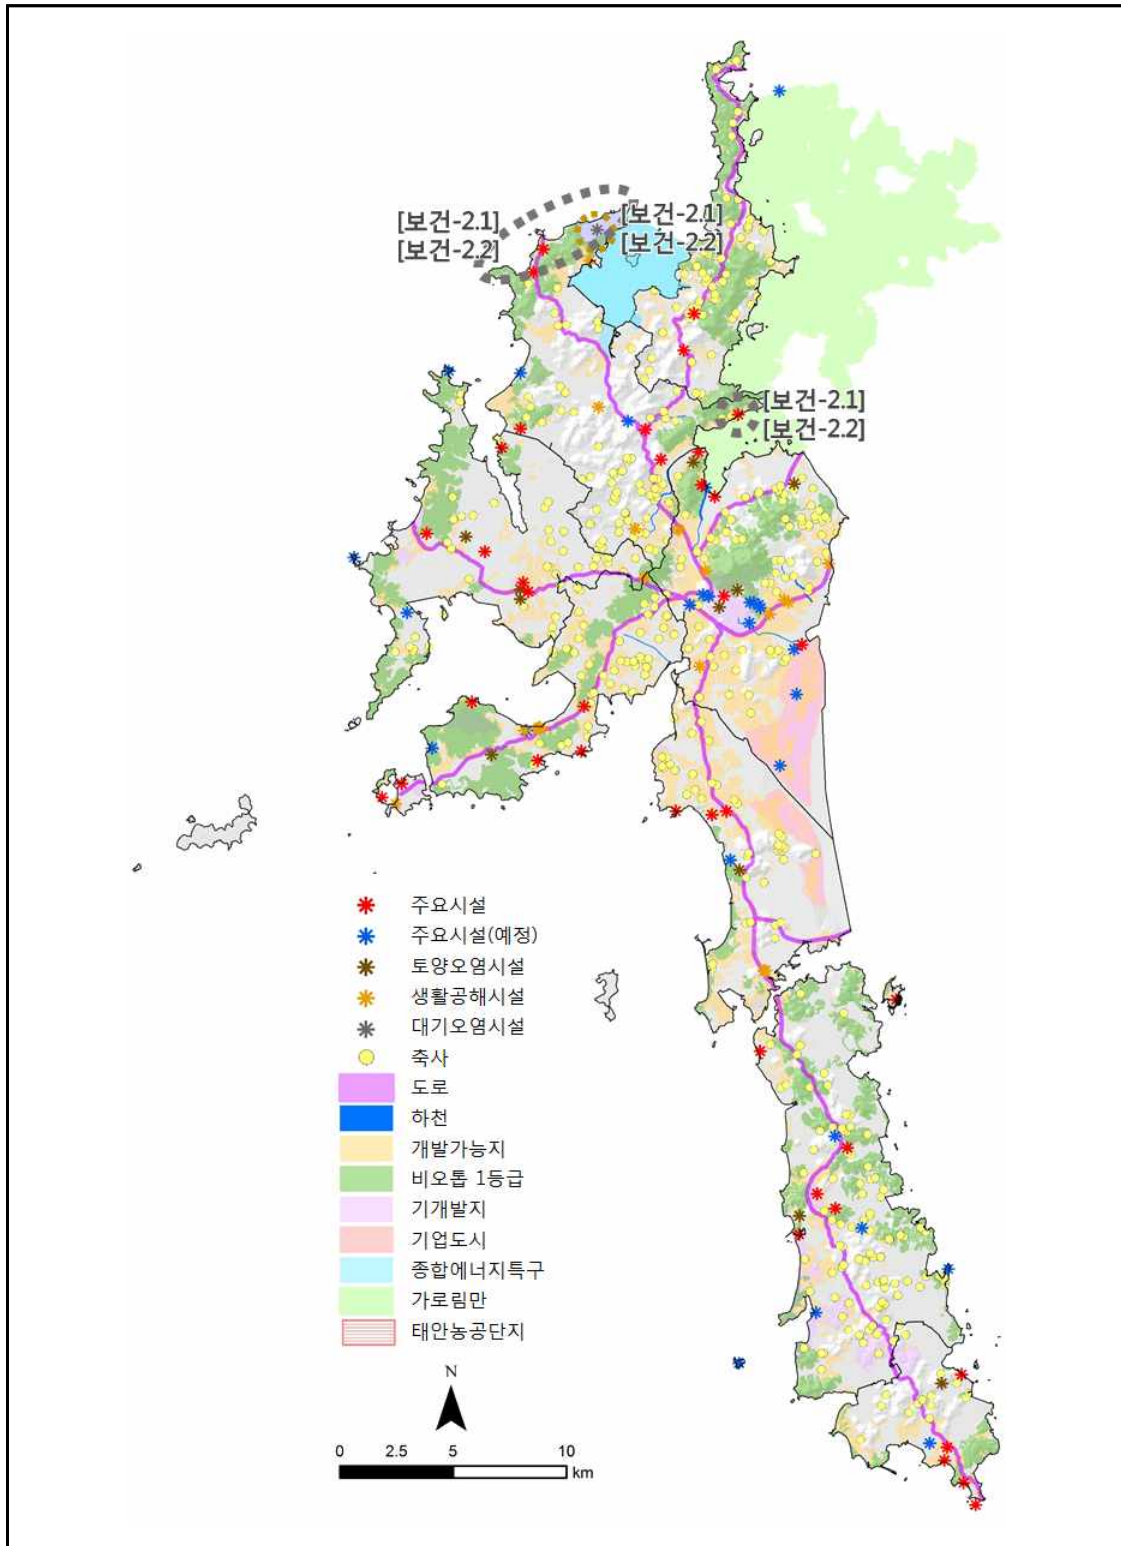 [보건-2.1]
[보건-2.2]
[보건-2.1]
[보건-2.2]
[보건-2.1]
[보건-2.2]
주요시설
주요시설(예정)
토양오염시설
생활공해시설
대기오염시설
축사
도로
하천
개발가능지
비오톱 1등급
기개발지
기업도시
종합에너지특구
가로림만
태안농공단지
N
0 2.5 5 10
km